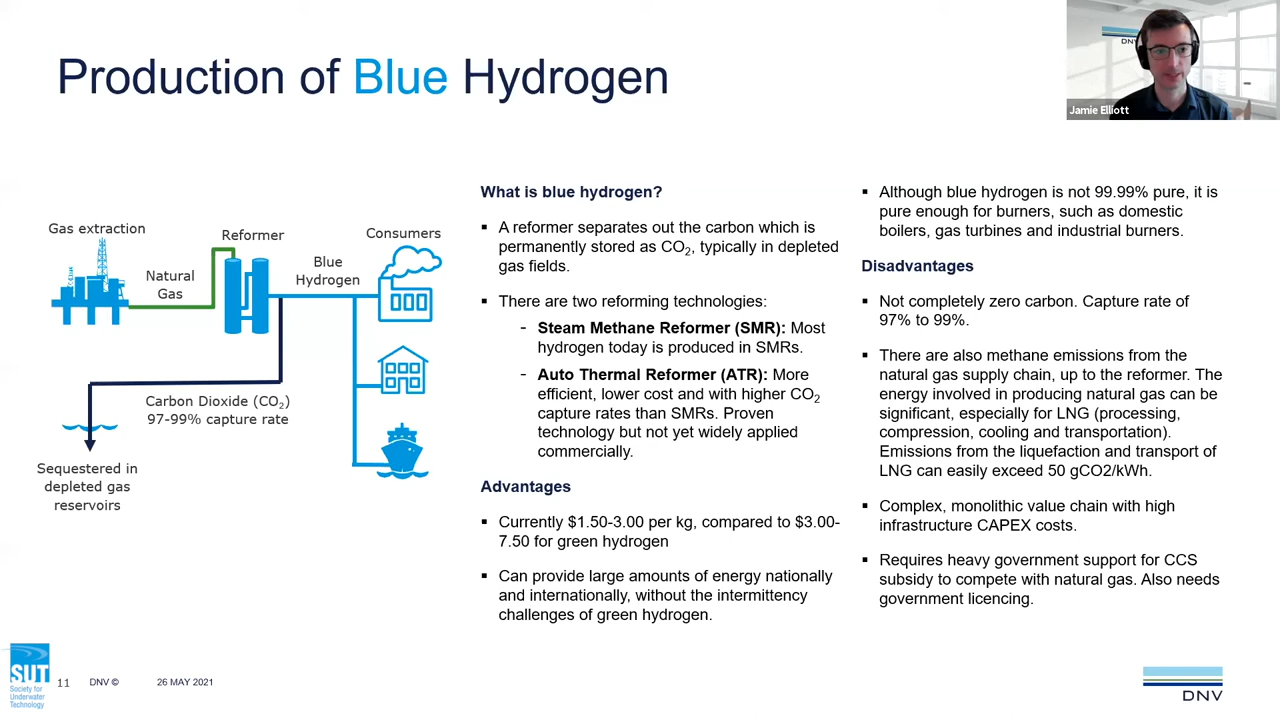 DNV
Jamie Elliott
Production of Blue Hydrogen
Gas extraction
Reformer
Consumers
Natural
Gas
Blue
Hydrogen
Carbon Dioxide (CO₂)
97-99% capture rate
Sequestered in
depleted gas
reservoirs
What is blue hydrogen?
▪ A reformer separates out the carbon which is
permanently stored as CO₂, typically in depleted
gas fields.
▪ There are two reforming technologies:
- Steam Methane Reformer (SMR): Most
hydrogen today is produced in SMRs.
- Auto Thermal Reformer (ATR): More
efficient, lower cost and with higher CO₂
capture rates than SMRs. Proven
technology but not yet widely applied
commercially.
Advantages
▪ Currently $1.50-3.00 per kg, compared to $3.00-
7.50 for green hydrogen
▪ Can provide large amounts of energy nationally
and internationally, without the intermittency
challenges of green hydrogen.
▪ Although blue hydrogen is not 99.99% pure, it is
pure enough for burners, such as domestic
boilers, gas turbines and industrial burners.
Disadvantages
▪ Not completely zero carbon. Capture rate of
97% to 99%.
▪ There are also methane emissions from the
natural gas supply chain, up to the reformer. The
energy involved in producing natural gas can be
significant, especially for LNG (processing,
compression, cooling and transportation).
Emissions from the liquefaction and transport of
LNG can easily exceed 50 gCO2/kWh.
▪ Complex, monolithic value chain with high
infrastructure CAPEX costs.
▪ Requires heavy government support for CCS
subsidy to compete with natural gas. Also needs
government licencing.
SUT
Society for
Underwater
Technology
11 DNV © 26 MAY 2021
DNV